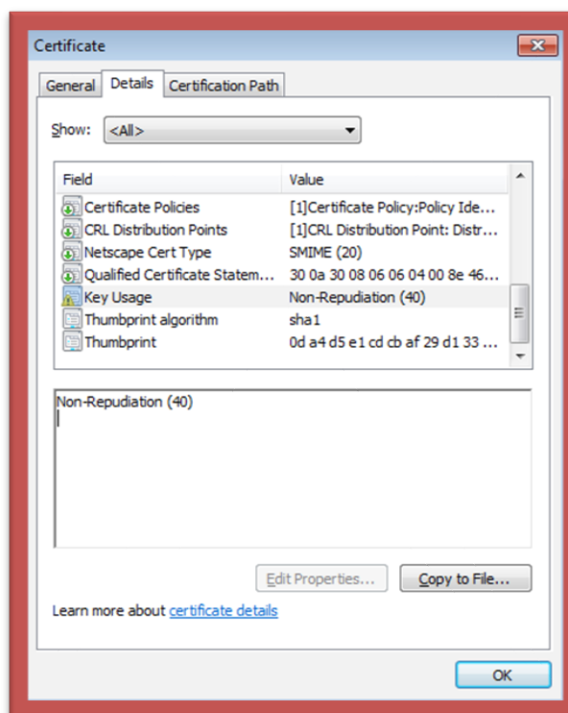 Certificate
General Details Certification Path
Show: <All>
Field Value
Certificate Policies [1]Certificate Policy:Policy Ide...
CRL Distribution Points [1]CRL Distribution Point: Distr...
Netscape Cert Type SMIME (20)
Qualified Certificate Statem... 30 0a 30 08 06 06 04 00 8e 46...
Key Usage Non-Repudiation (40)
Thumbprint algorithm sha1
Thumbprint 0d a4 d5 e1 cd cb af 29 d1 33 ...
Non-Repudiation (40)
Edit Properties... Copy to File...
Learn more about certificate details
OK